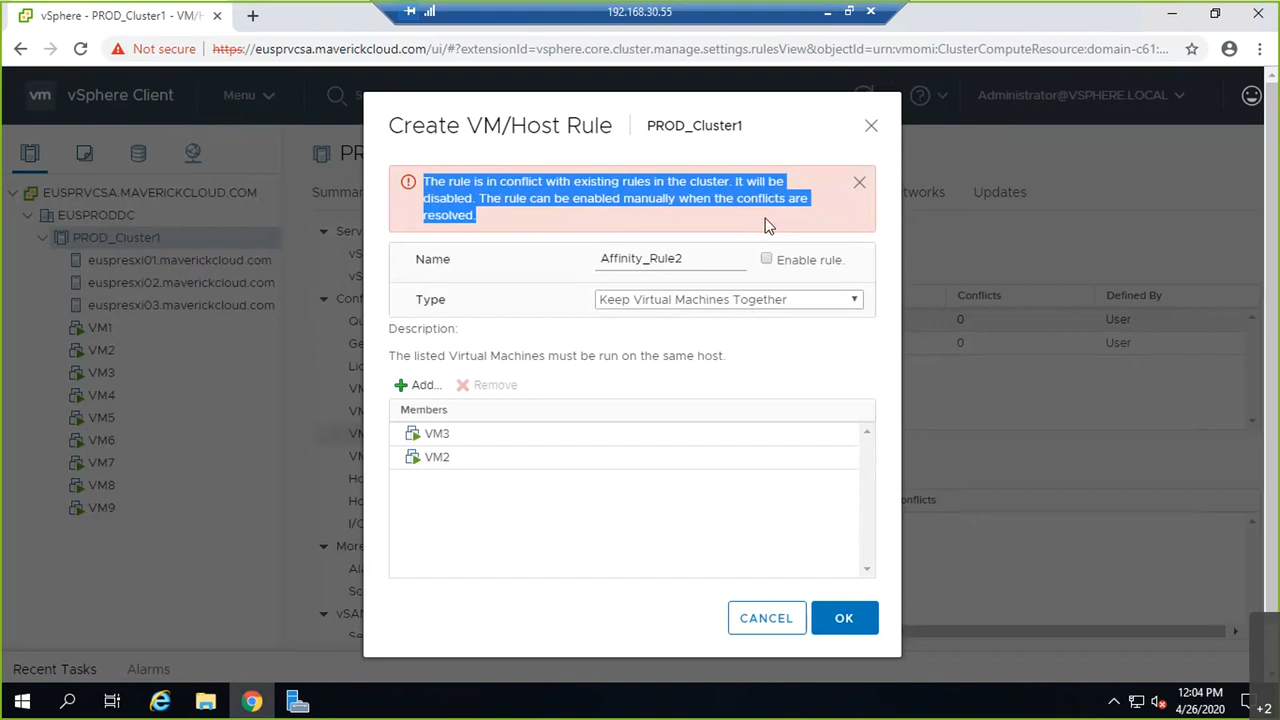 vSphere - PROD_Cluster1 - VM/H
192.168.30.55
Not secure
https://eusprvcsa.maverickcloud.com/ui/#?extensionId=vsphere.core.cluster.manage.settings.rulesView&objectId=urn:vmomi:ClusterComputeResource:domain-c61:...
vm vSphere Client Menu Administrator@VSPHERE.LOCAL
Create VM/Host Rule PROD_Cluster1
The rule is in conflict with existing rules in the cluster. It will be
disabled. The rule can be enabled manually when the conflicts are
resolved.
Name Affinity_Rule2 Enable rule.
Type Keep Virtual Machines Together
Description:
The listed Virtual Machines must be run on the same host.
Add... Remove
Members
VM3
VM2
CANCEL OK
EUSPRVCSA.MAVERICKCLOUD.COM
EUSPRODDC
PROD_Cluster1
euspresxi01.maverickcloud.com
euspresxi02.maverickcloud.com
euspresxi03.maverickcloud.com
VM1
VM2
VM3
VM4
VM5
VM6
VM7
VM8
VM9
Summar
Updates
Conflicts Defined By
0 User
0 User
Recent Tasks Alarms
12:04 PM
4/26/2020
+2